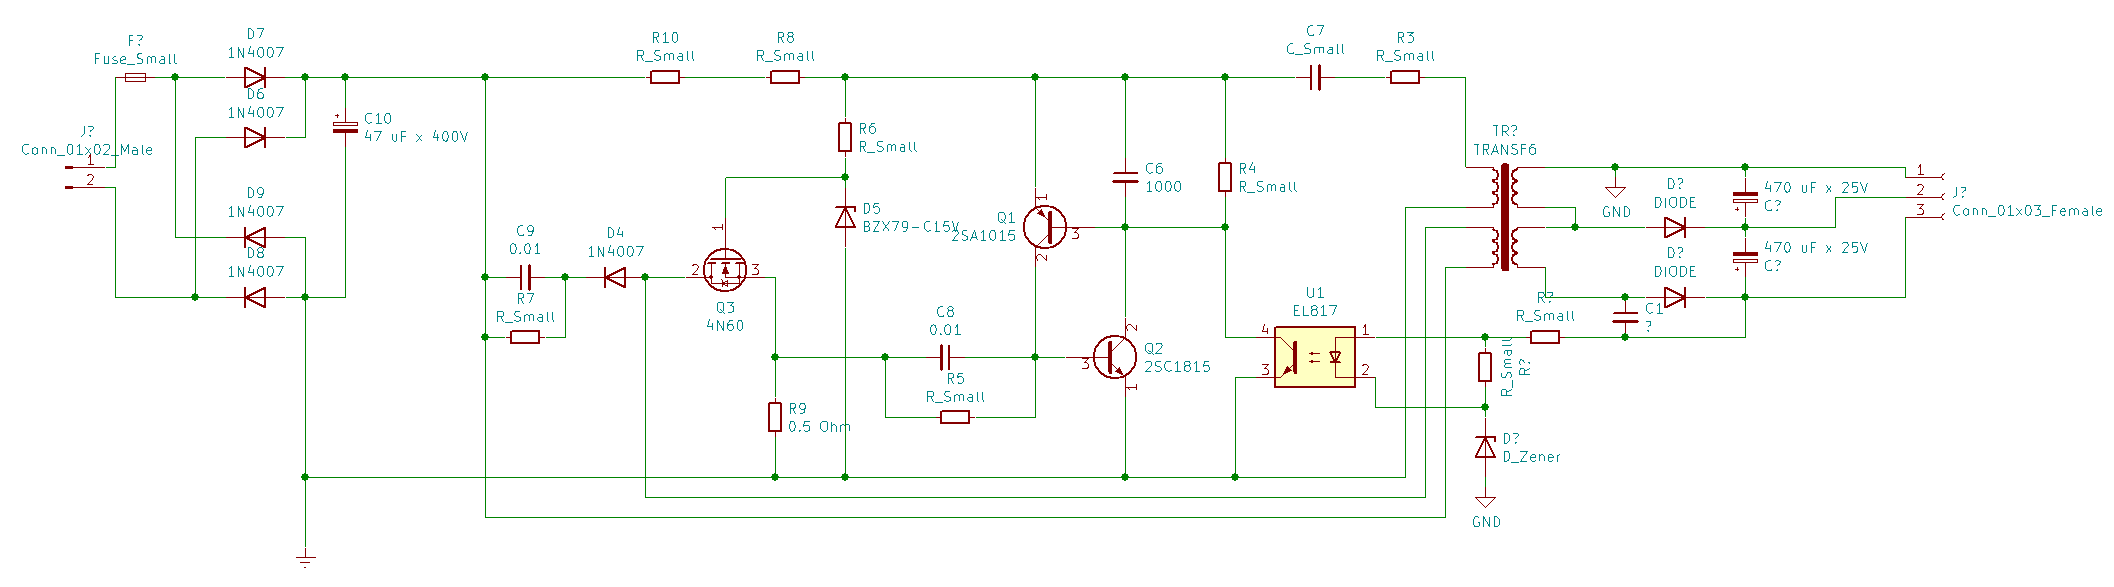 F?
Fuse_Small
D7
1N4007
D6
1N4007
J?
Conn_01x02_Male
1
2
C10
47 uF x 400V
D9
1N4007
D8
1N4007
R10
R_Small
R8
R_Small
R6
R_Small
D5
BZX79-C15V
C9
0.01
R7
R_Small
D4
1N4007
1
2
3
Q3
4N60
R9
0.5 Ohm
C8
0.01
R5
R_Small
Q1
2SA1015
1
2
3
C6
1000
R4
R_Small
Q2
2SC1815
2
3
1
C7
C_Small
R3
R_Small
U1
EL817
4
3
1
2
TR?
TRANSF6
GND
D?
DIODE
D?
DIODE
470 uF x 25V
C?
470 uF x 25V
C?
R?
R_Small
C1
?
R_Small
R?
D?
D_Zener
GND
1
2
3
J?
Conn_01x03_Female